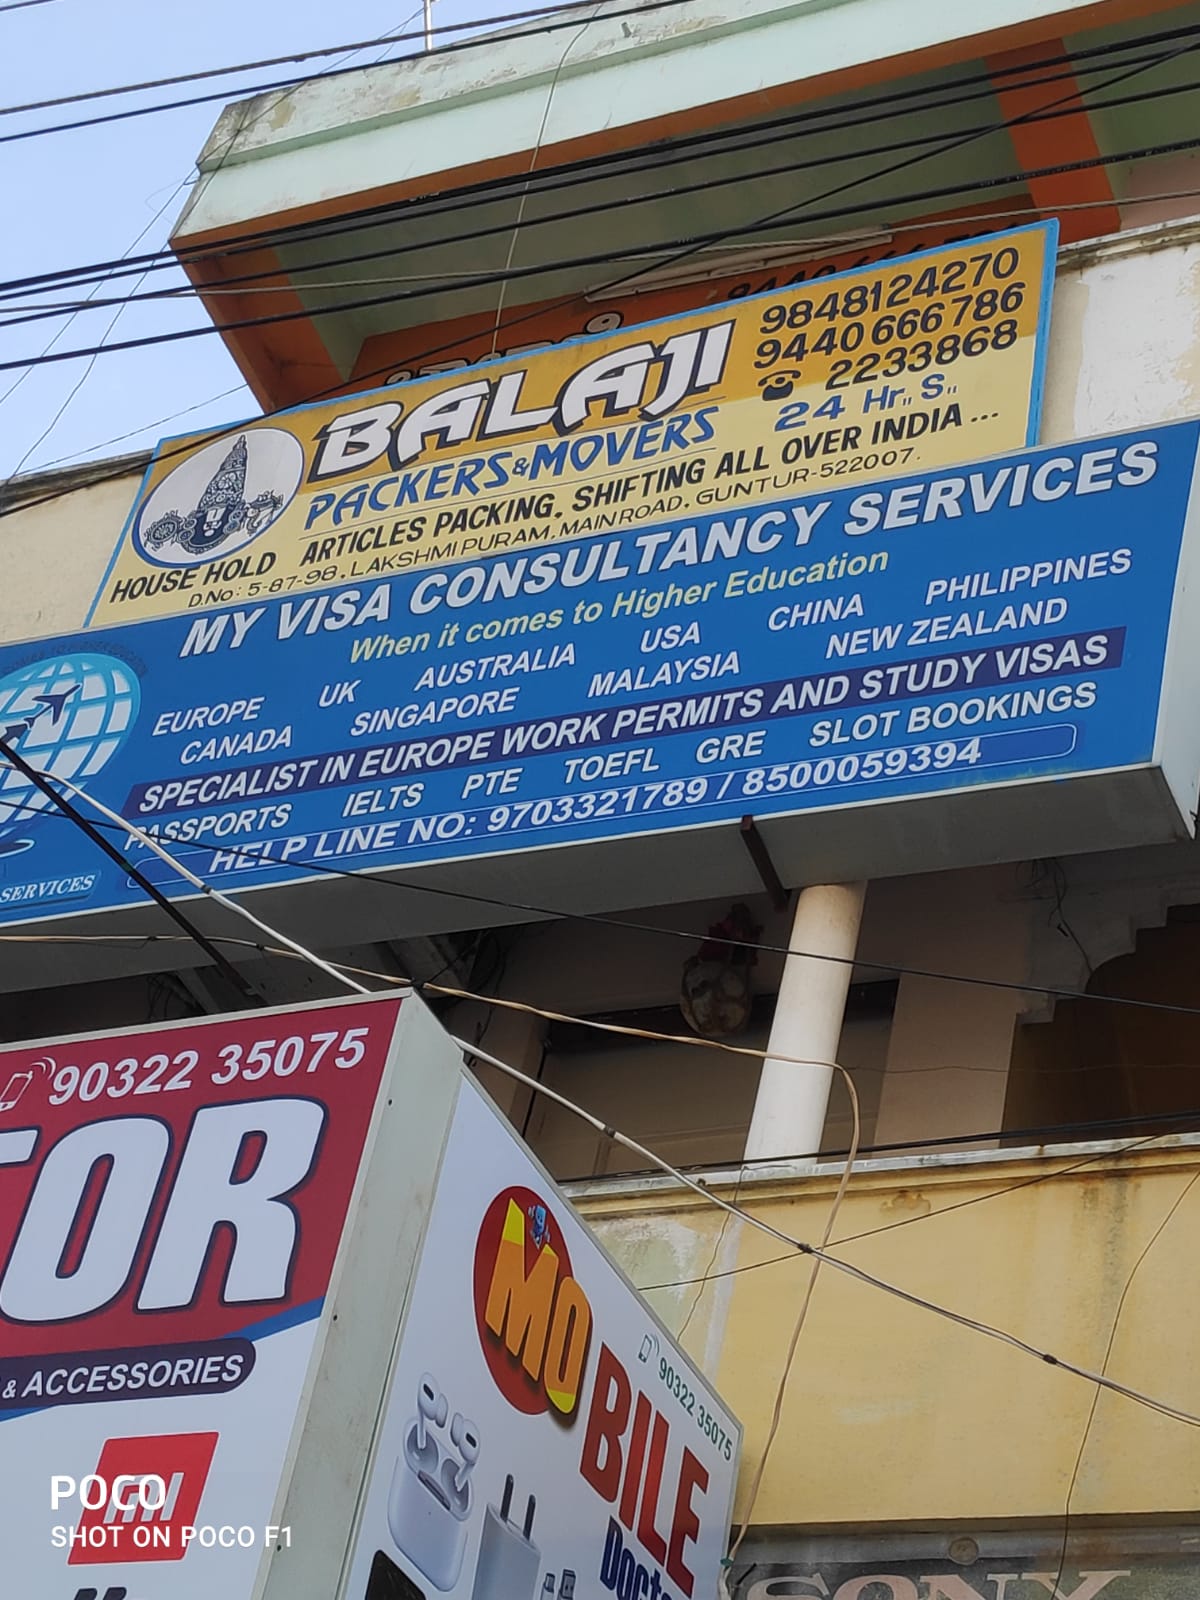 BALAJI
PACKERS & MOVERS
9848124270
9440666786
2233868
24 Hr,, S,,
HOUSE HOLD ARTICLES PACKING, SHIFTING ALL OVER INDIA ...
D.No: 5-87-98, LAKSHMIPURAM, MAIN ROAD, GUNTUR-522007.
MY VISA CONSULTANCY SERVICES
When it comes to Higher Education
EUROPE UK AUSTRALIA USA CHINA PHILIPPINES
CANADA SINGAPORE MALAYSIA NEW ZEALAND
SPECIALIST IN EUROPE WORK PERMITS AND STUDY VISAS
PASSPORTS IELTS PTE TOEFL GRE SLOT BOOKINGS
HELP LINE NO: 9703321789 / 8500059394
SERVICES
90322 35075
TOR
& ACCESSORIES
MOBILE
90322 35075
SONY
POCO
SHOT ON POCO F1